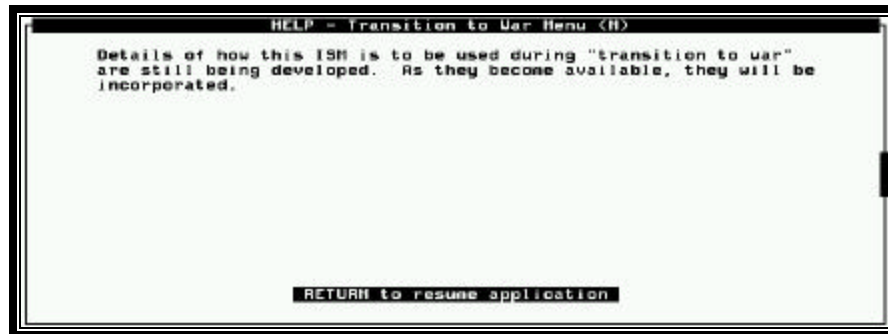 HELP - Transition to War Menu (M)
Details of how this ISM is to be used during "transition to war"
are still being developed.  As they become available, they will be
incorporated.
RETURN to resume application